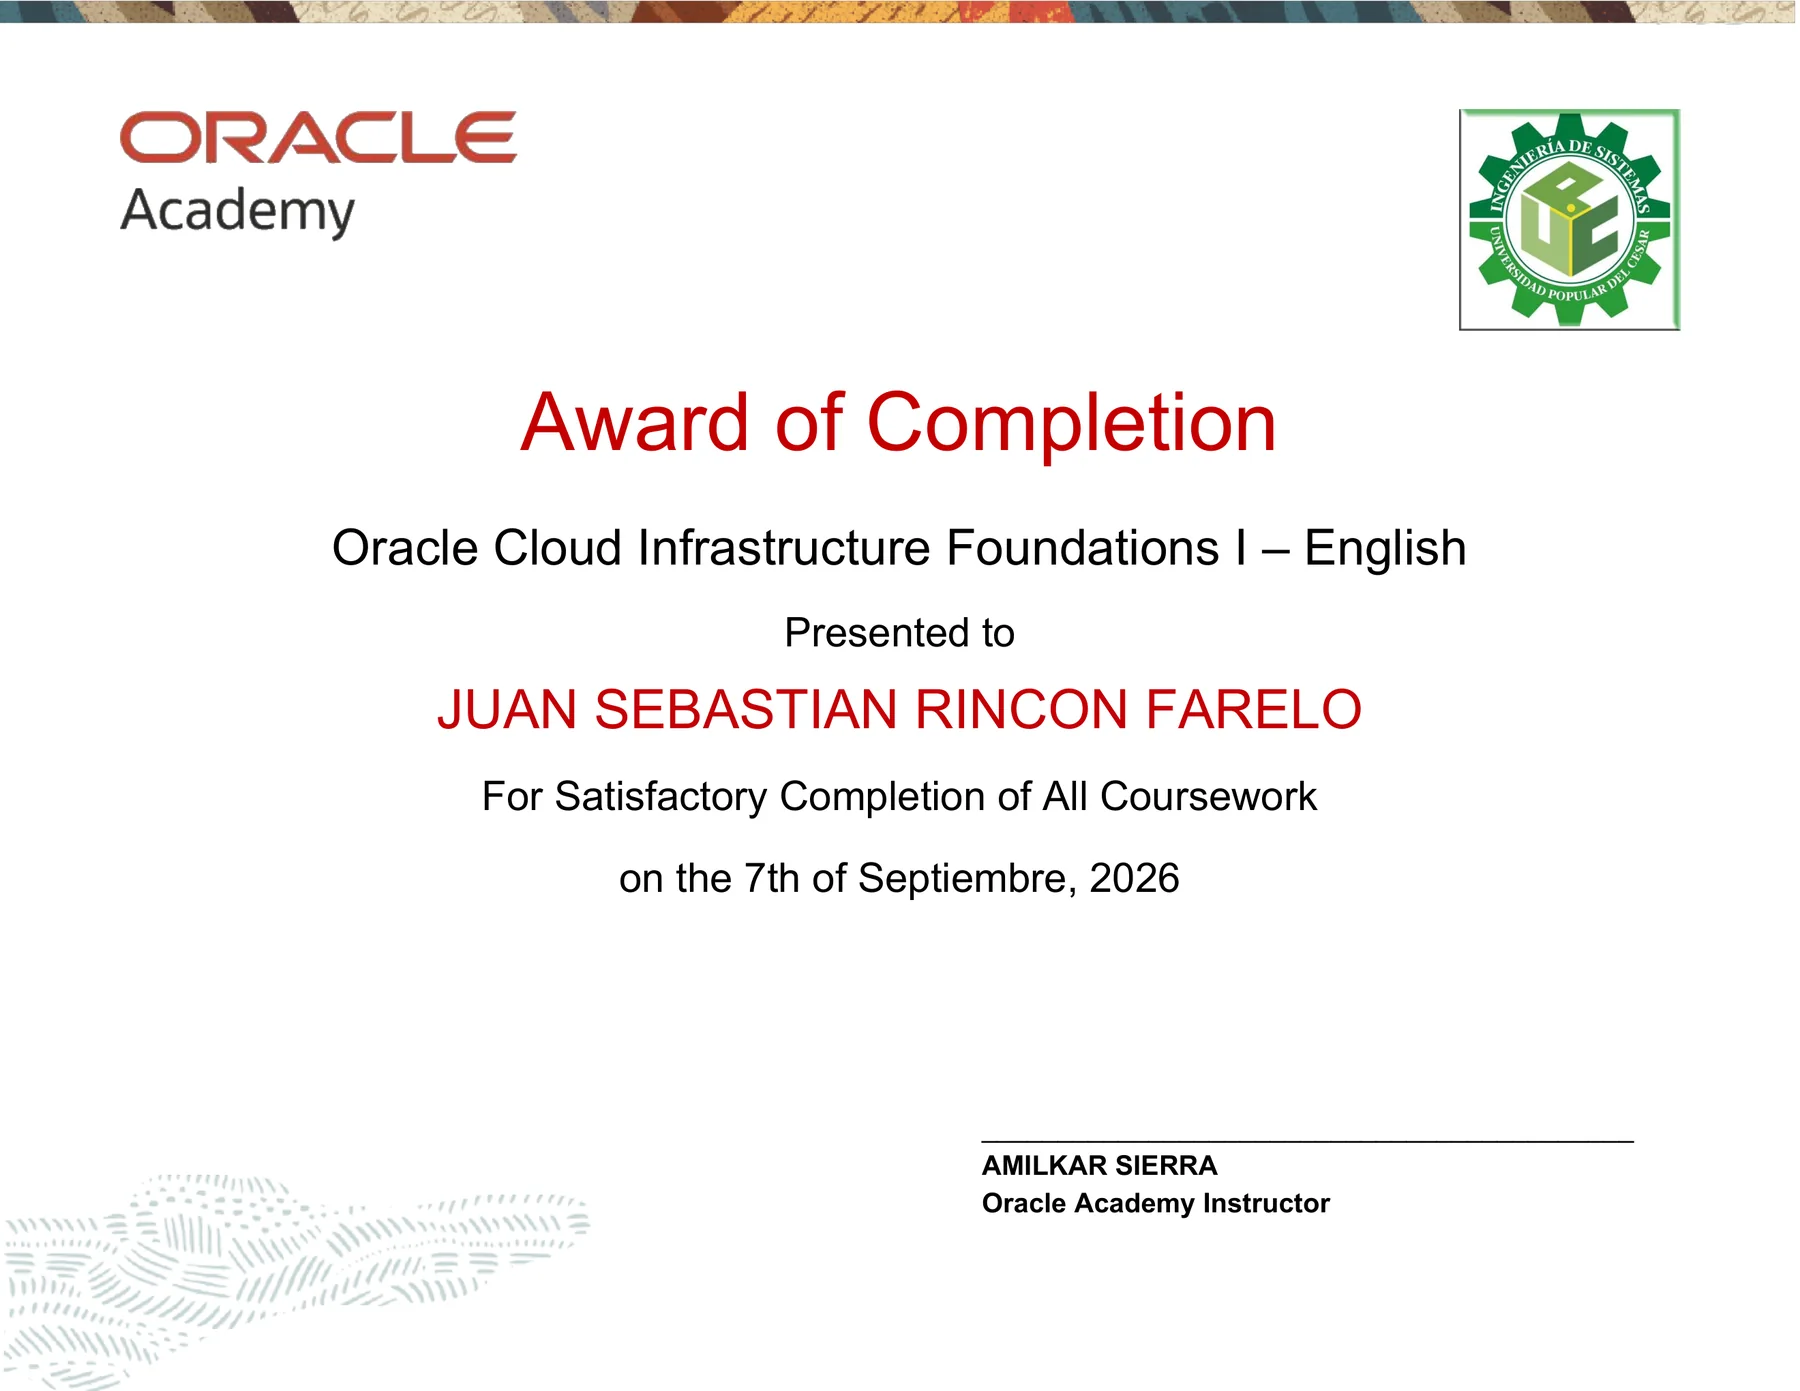 ORACLE
Academy
INGENIERÍA DE SISTEMAS
UPC
UNIVERSIDAD POPULAR DEL CESAR
Award of Completion
Oracle Cloud Infrastructure Foundations I – English
Presented to
JUAN SEBASTIAN RINCON FARELO
For Satisfactory Completion of All Coursework
on the 7th of Septiembre, 2026
AMILKAR SIERRA
Oracle Academy Instructor